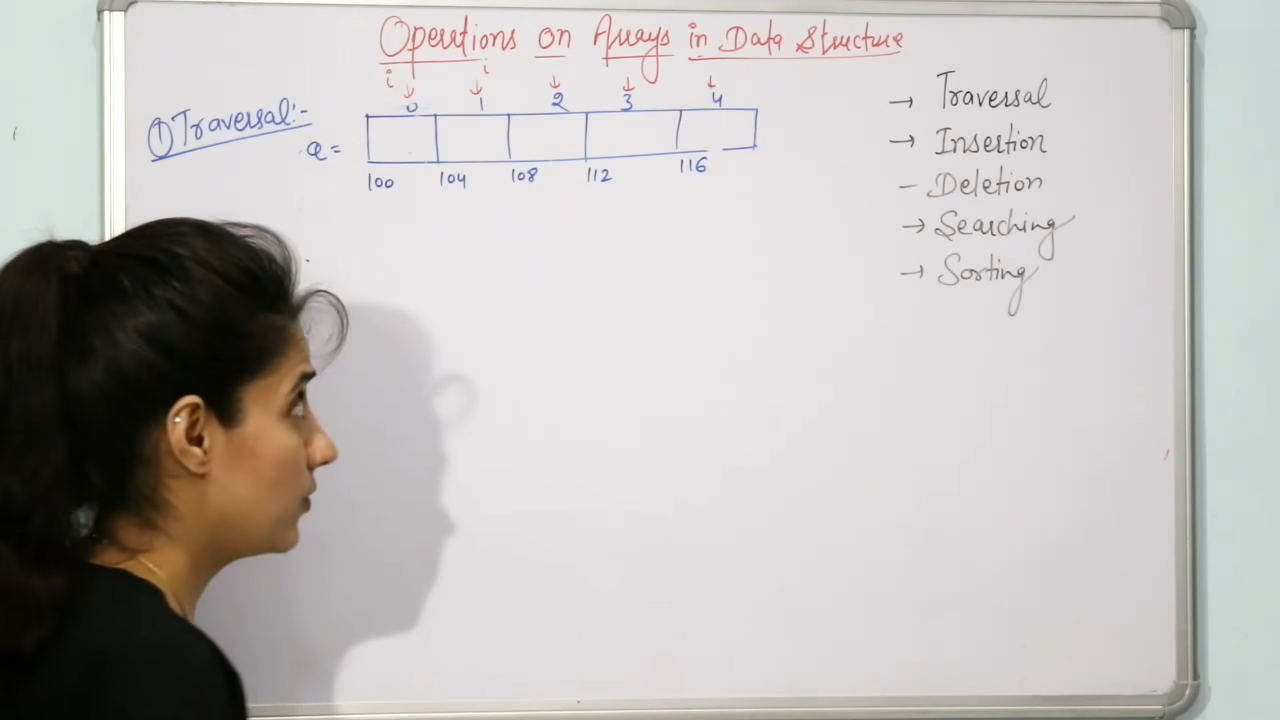 Operations on Arrays in Data Structure
i i
0 1 2 3 4
① Traversal:-
a =
100 104 108 112 116
→ Traversal
→ Insertion
- Deletion
→ Searching
→ Sorting